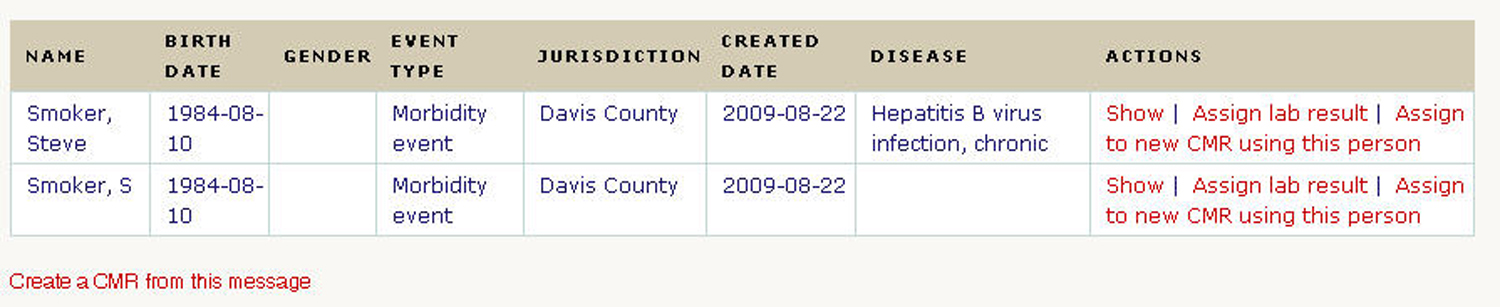 NAME BIRTH DATE GENDER EVENT TYPE JURISDICTION CREATED DATE DISEASE ACTIONS
Smoker, Steve 1984-08-10 Morbidity event Davis County 2009-08-22 Hepatitis B virus infection, chronic Show | Assign lab result | Assign to new CMR using this person
Smoker, S 1984-08-10 Morbidity event Davis County 2009-08-22 Show | Assign lab result | Assign to new CMR using this person
Create a CMR from this message